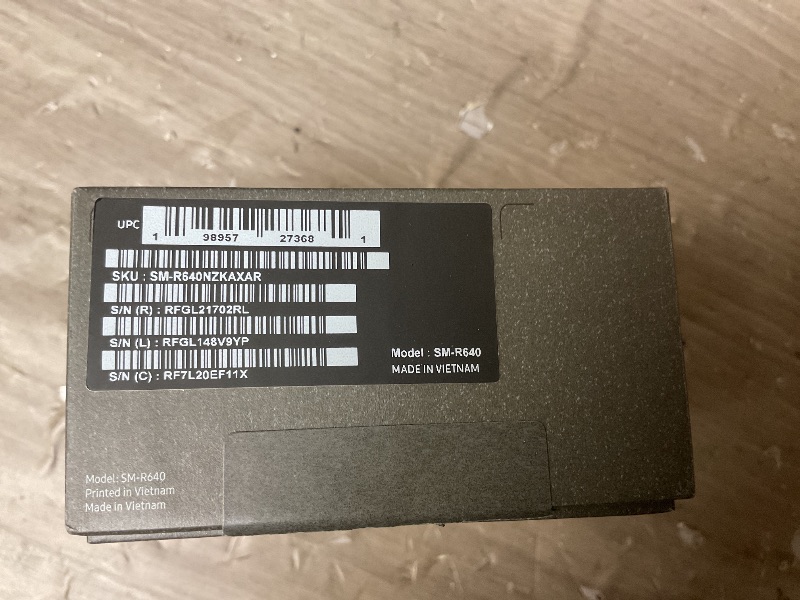 UPC
1 98957 27368 1
SKU : SM-R640NZKAXAR
S/N (R) : RFGL21702RL
S/N (L) : RFGL148V9YP
S/N (C) : RF7L20EF11X
Model : SM-R640
MADE IN VIETNAM
Model: SM-R640
Printed in Vietnam
Made in Vietnam